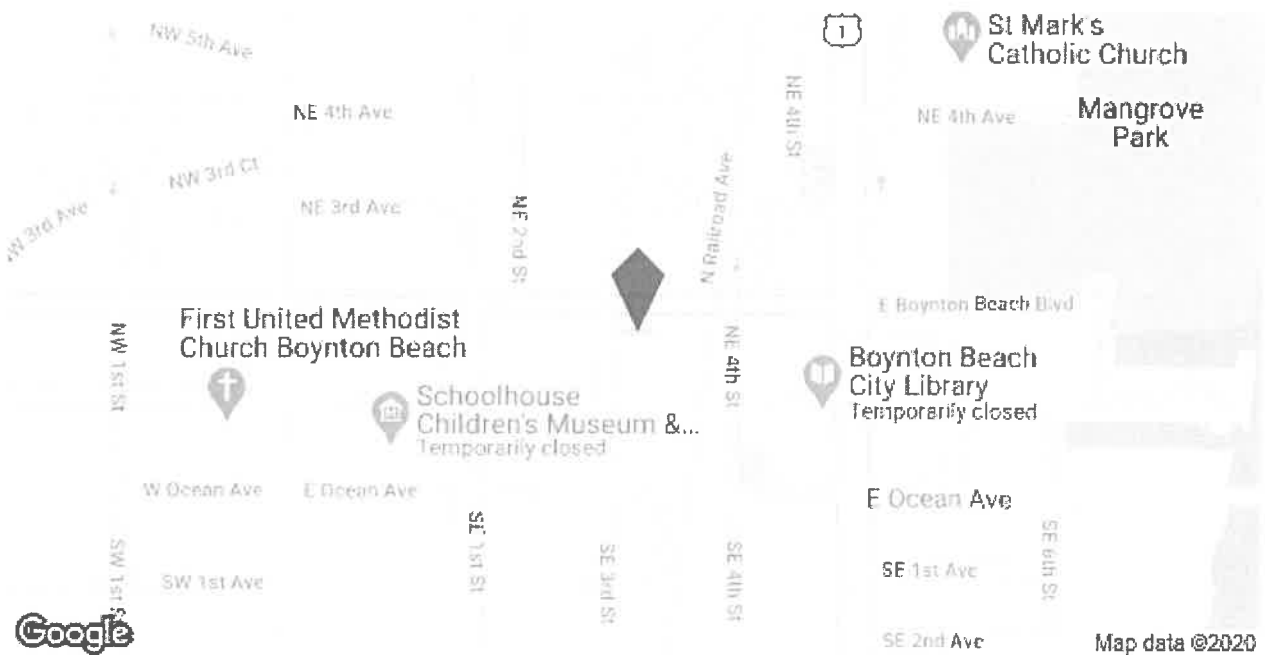 NW 5th Ave
1
St Mark's
Catholic Church
NE 4th Ave
NE 4th St
NE 4th Ave
Mangrove
Park
NW 3rd Ct
N Railroad Ave
W 3rd Ave
NE 3rd Ave
NE 2nd St
E Boynton Beach Blvd
First United Methodist
Church Boynton Beach
NW 1st St
NE 4th St
Boynton Beach
City Library
Temporarily closed
Schoolhouse
Children's Museum &...
Temporarily closed
W Ocean Ave
E Ocean Ave
E Ocean Ave
SE 1st St
SW 1st S
SE 3rd St
SE 4th St
SE 6th St
SW 1st Ave
SE 1st Ave
Google
SE 2nd Ave
Map data ©2020